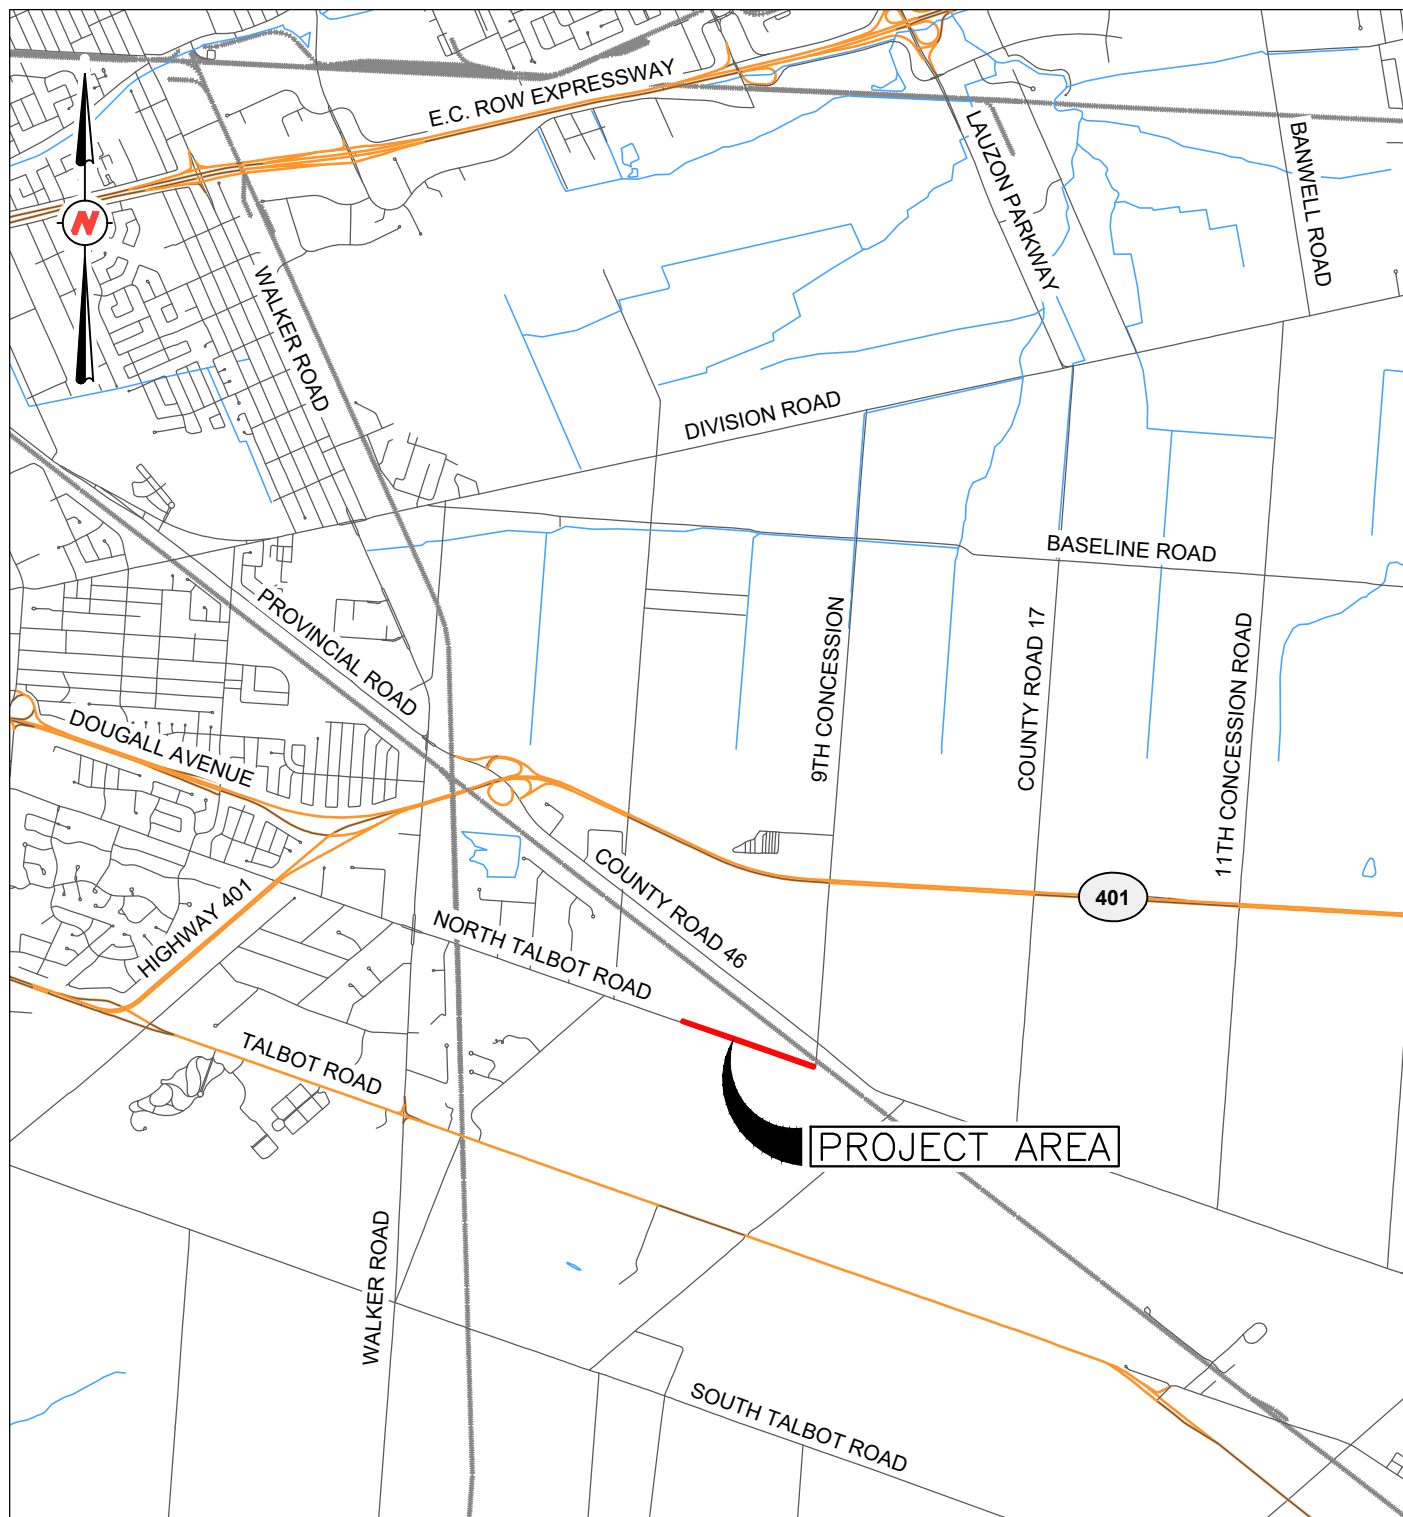 E.C. ROW EXPRESSWAY
LAUZON PARKWAY
BANWELL ROAD
N
WALKER ROAD
DIVISION ROAD
BASELINE ROAD
PROVINCIAL ROAD
9TH CONCESSION
COUNTY ROAD 17
11TH CONCESSION ROAD
DOUGALL AVENUE
COUNTY ROAD 46
401
HIGHWAY 401
NORTH TALBOT ROAD
TALBOT ROAD
PROJECT AREA
WALKER ROAD
SOUTH TALBOT ROAD